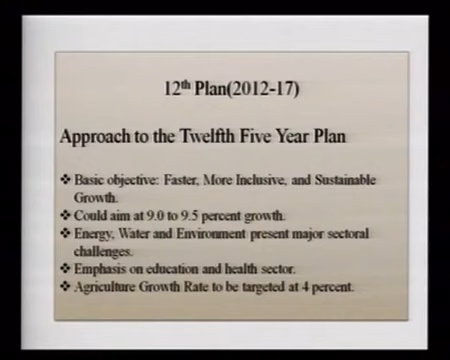 12th Plan(2012-17)
Approach to the Twelfth Five Year Plan
❖ Basic objective: Faster, More Inclusive, and Sustainable
Growth.
❖ Could aim at 9.0 to 9.5 percent growth.
❖ Energy, Water and Environment present major sectoral
challenges.
❖ Emphasis on education and health sector.
❖ Agriculture Growth Rate to be targeted at 4 percent.